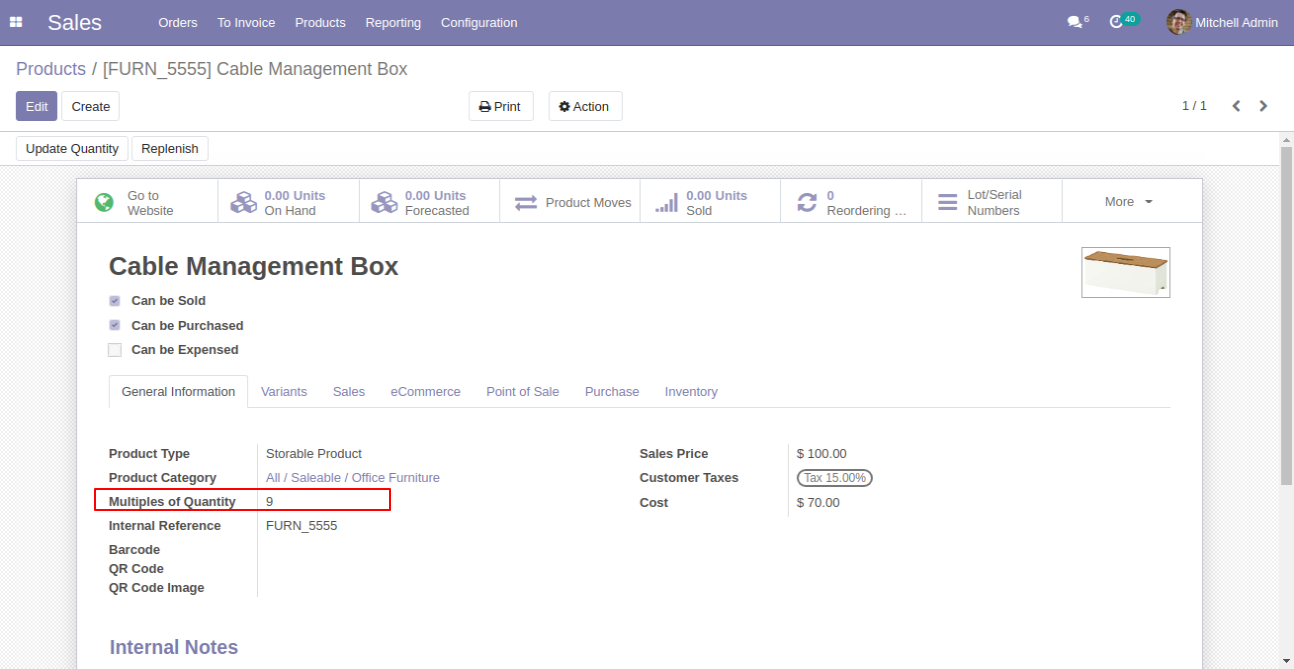 Sales Orders To Invoice Products Reporting Configuration 6 40 Mitchell Admin
Products / [FURN_5555] Cable Management Box
Edit Create Print Action 1 / 1
Update Quantity Replenish
Go to Website
0.00 Units On Hand
0.00 Units Forecasted
Product Moves
0.00 Units Sold
0 Reordering ...
Lot/Serial Numbers
More
Cable Management Box
Can be Sold
Can be Purchased
Can be Expensed
General Information Variants Sales eCommerce Point of Sale Purchase Inventory
Product Type Storable Product
Product Category All / Saleable / Office Furniture
Multiples of Quantity 9
Internal Reference FURN_5555
Barcode
QR Code
QR Code Image
Sales Price $ 100.00
Customer Taxes Tax 15.00%
Cost $ 70.00
Internal Notes